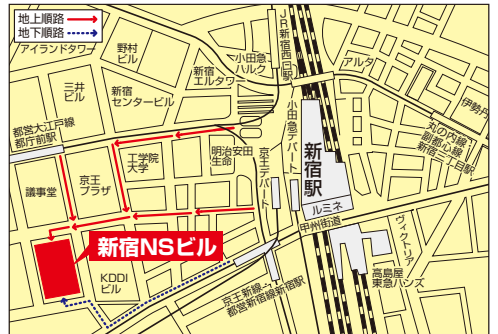 地上順路
地下順路
アイランドタワー
野村
ビル
三井
ビル
新宿
センタービル
新宿
エルタワー
小田急
ハルク
JR新宿西口駅
アルタ
伊勢丹
丸の内線
副都心線
新宿三丁目駅
都営大江戸線
都庁前駅
小田急デパート
京王デパート
新宿駅
ルミネ
甲州街道
明治安田
生命
工学院
大学
京王
プラザ
議事堂
新宿NSビル
KDDI
ビル
京王新線・
都営新宿線新宿駅
ヴィクトリア
高島屋
東急ハンズ